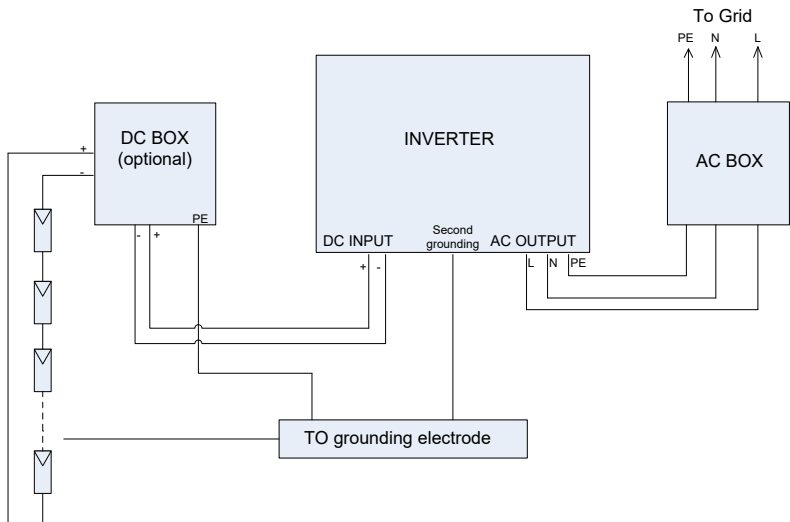 To Grid
PE N L
DC BOX
(optional)
+
-
PE
- +
INVERTER
DC INPUT
+ -
Second
grounding
AC OUTPUT
L N PE
AC BOX
TO grounding electrode